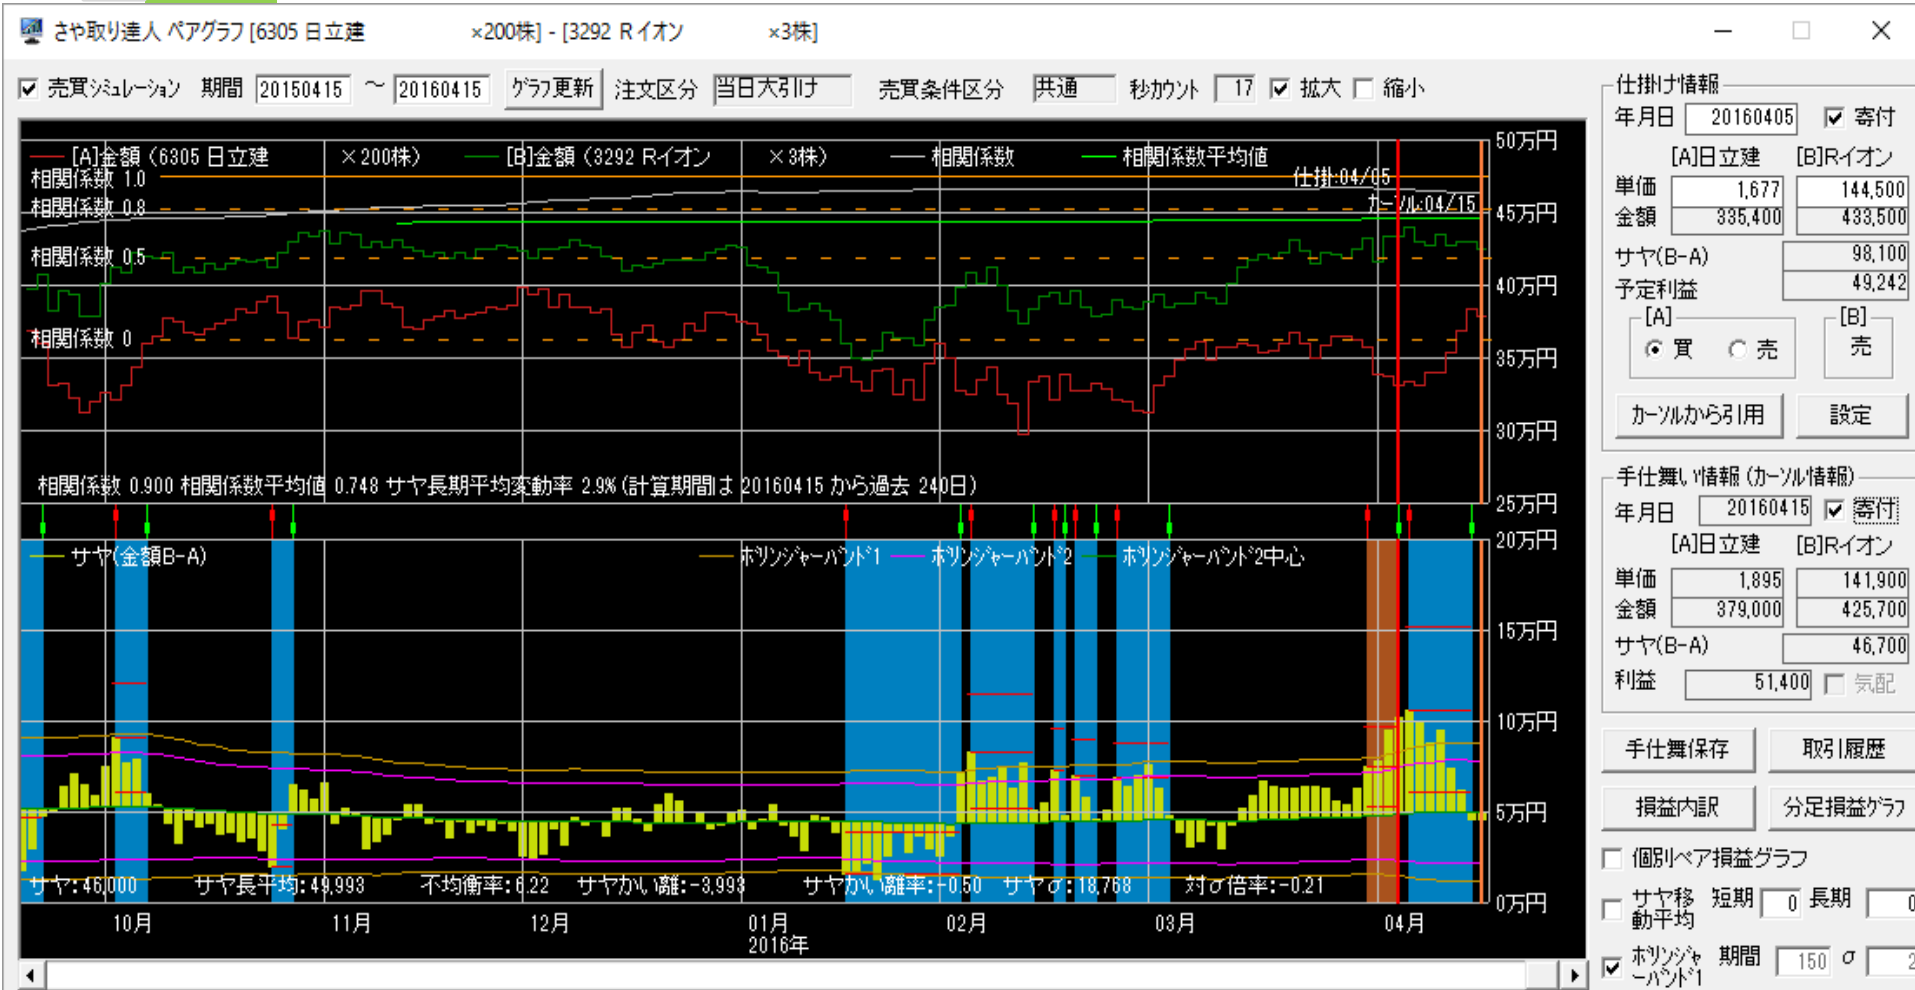 さや取り達人 ペアグラフ [6305 日立建 ×200株] - [3292 Rイオン ×3株]
売買シミュレーション 期間 20150415 ～ 20160415 グラフ更新 注文区分 当日大引け 売買条件区分 共通 秒カウント 17 拡大 縮小
[A]金額 (6305 日立建 ×200株) [B]金額 (3292 Rイオン ×3株) 相関係数 相関係数平均値
相関係数 1.0
仕掛:04/05
相関係数 0.8
カーソル:04/15
相関係数 0.5
相関係数 0
50万円
45万円
40万円
35万円
30万円
25万円
相関係数 0.900 相関係数平均値 0.748 サヤ長期平均変動率 2.9% (計算期間は 20160415 から過去 240日)
サヤ(金額B-A) ボリンジャーバンド1 ボリンジャーバンド2 ボリンジャーバンド2中心
20万円
15万円
10万円
5万円
0万円
サヤ:46,000 サヤ長平均:49,993 不均衡率:6.22 サヤかい離:-3,993 サヤかい離率:-0.50 サヤσ:18,768 対σ倍率:-0.21
10月 11月 12月 01月 02月 03月 04月
2016年
仕掛け情報
年月日 20160405 寄付
[A]日立建 [B]Rイオン
単価 1,677 144,500
金額 335,400 433,500
サヤ(B-A) 98,100
予定利益 49,242
[A] [B]
買 売 売
カーソルから引用 設定
手仕舞い情報 (カーソル情報)
年月日 20160415 寄付
[A]日立建 [B]Rイオン
単価 1,895 141,900
金額 379,000 425,700
サヤ(B-A) 46,700
利益 51,400 気配
手仕舞保存 取引履歴
損益内訳 分足損益グラフ
個別ペア損益グラフ
サヤ移動平均 短期 0 長期 0
ボリンジャーバンド1 期間 150 σ 2